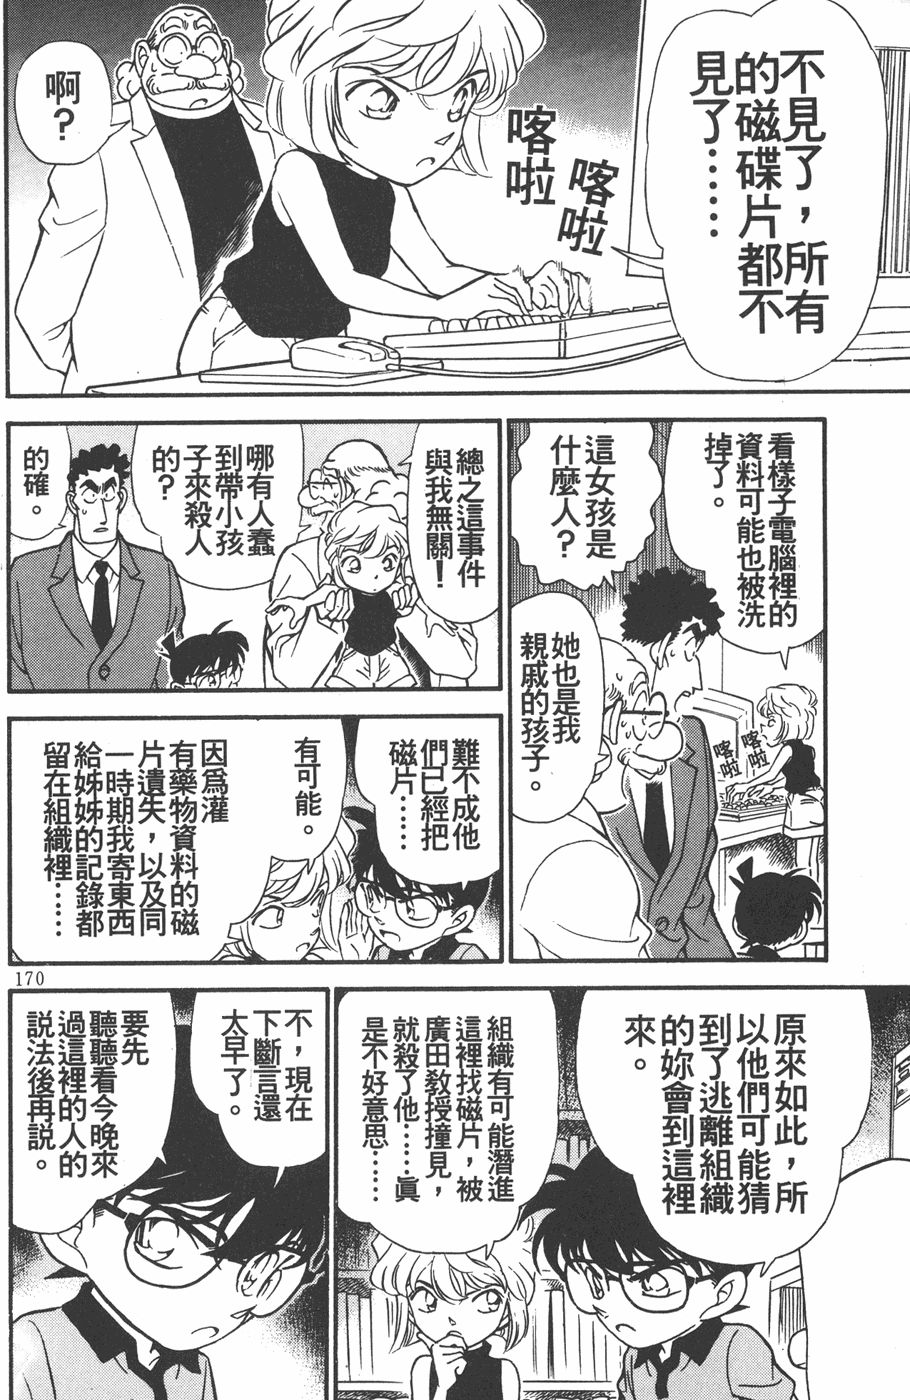 不見了，所有
的磁碟片都不
見了……
喀啦
喀啦
啊？
看樣子電腦裡的
資料可能也被洗
掉了。
這女孩是
什麼人？
喀啦
喀啦
她也是我
親戚的孩子。
總之這事件
與我無關！
哪有人蠢
到帶小孩
子來殺人
的？
的確。
難不成他
們已經把
磁片……
有可能。
因為灌
有藥物資料的磁
片遺失，以及同
一時期我寄東西
給姊姊的記錄都
留在組織裡……
170
原來如此，所
以他們可能猜
到了逃離組織
的妳會到這裡
來。
組織有可能潛進
這裡找磁片，被
廣田教授撞見，
就殺了他……眞
是不好意思……
不，現在
下斷言還
太早了。
要先
聽聽看今晚來
過這裡的人的
說法後再說。